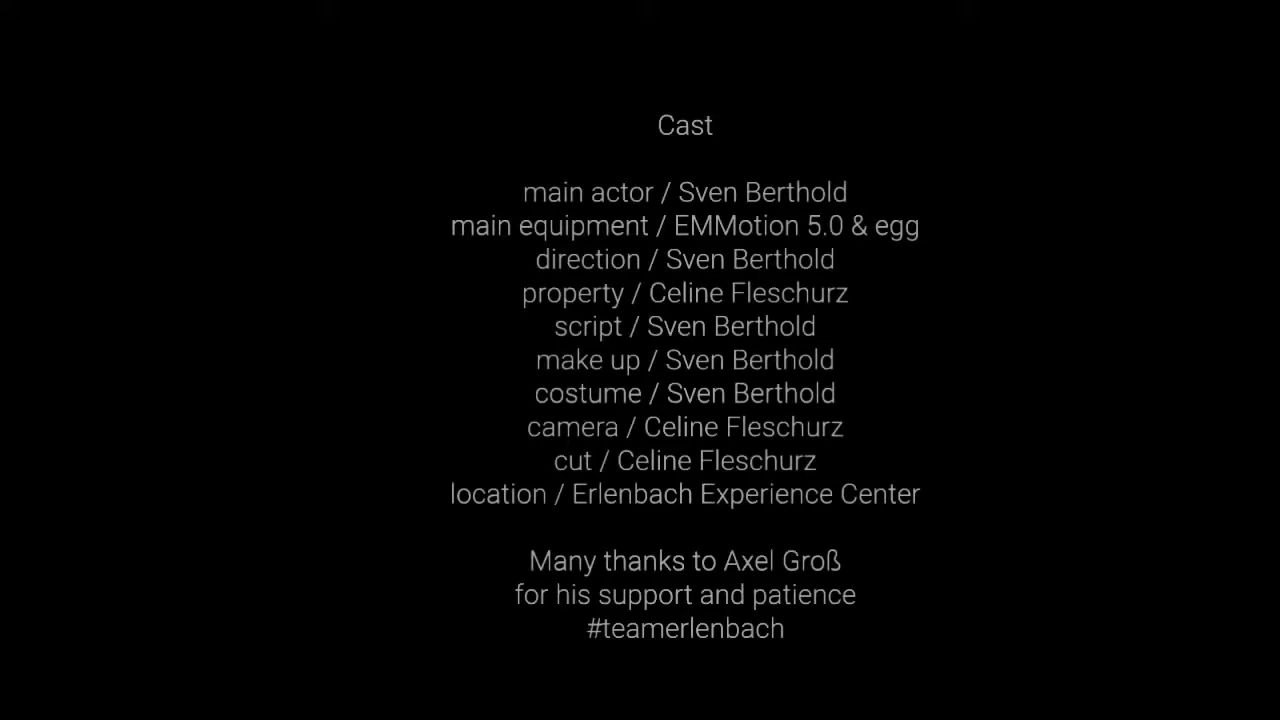 Cast
main actor / Sven Berthold
main equipment / EMMotion 5.0 & egg
direction / Sven Berthold
property / Celine Fleschurz
script / Sven Berthold
make up / Sven Berthold
costume / Sven Berthold
camera / Celine Fleschurz
cut / Celine Fleschurz
location / Erlenbach Experience Center
Many thanks to Axel Groß
for his support and patience
#teamerlenbach